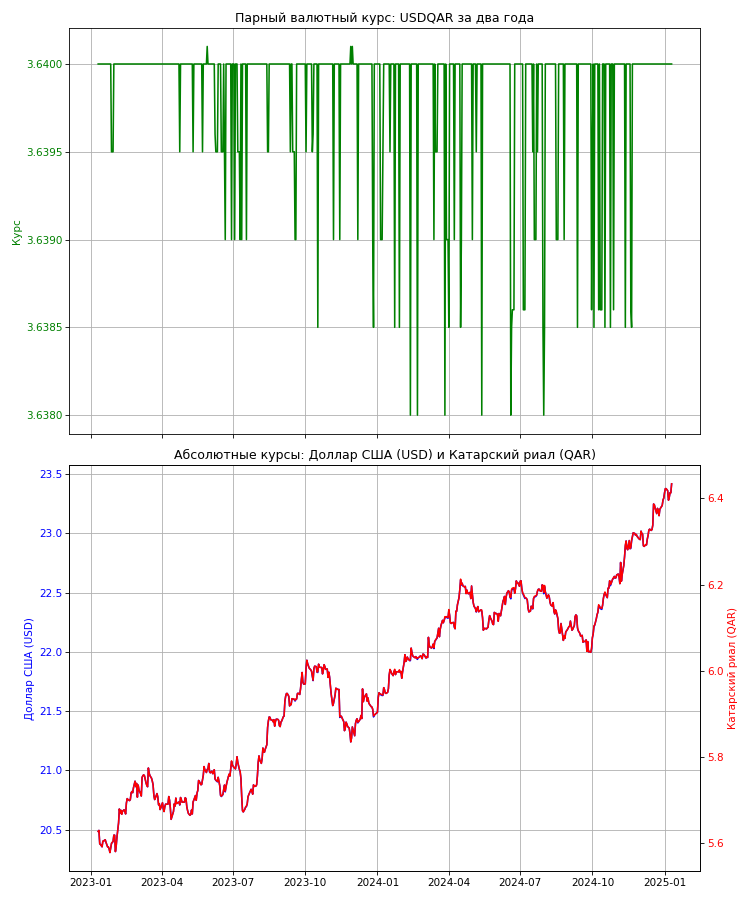 Парный валютный курс: USDQAR за два года
3.6400
3.6395
3.6390
3.6385
3.6380
Курс
Абсолютные курсы: Доллар США (USD) и Катарский риал (QAR)
23.5
23.0
22.5
22.0
21.5
21.0
20.5
Доллар США (USD)
6.4
6.2
6.0
5.8
5.6
Катарский риал (QAR)
2023-01 2023-04 2023-07 2023-10 2024-01 2024-04 2024-07 2024-10 2025-01